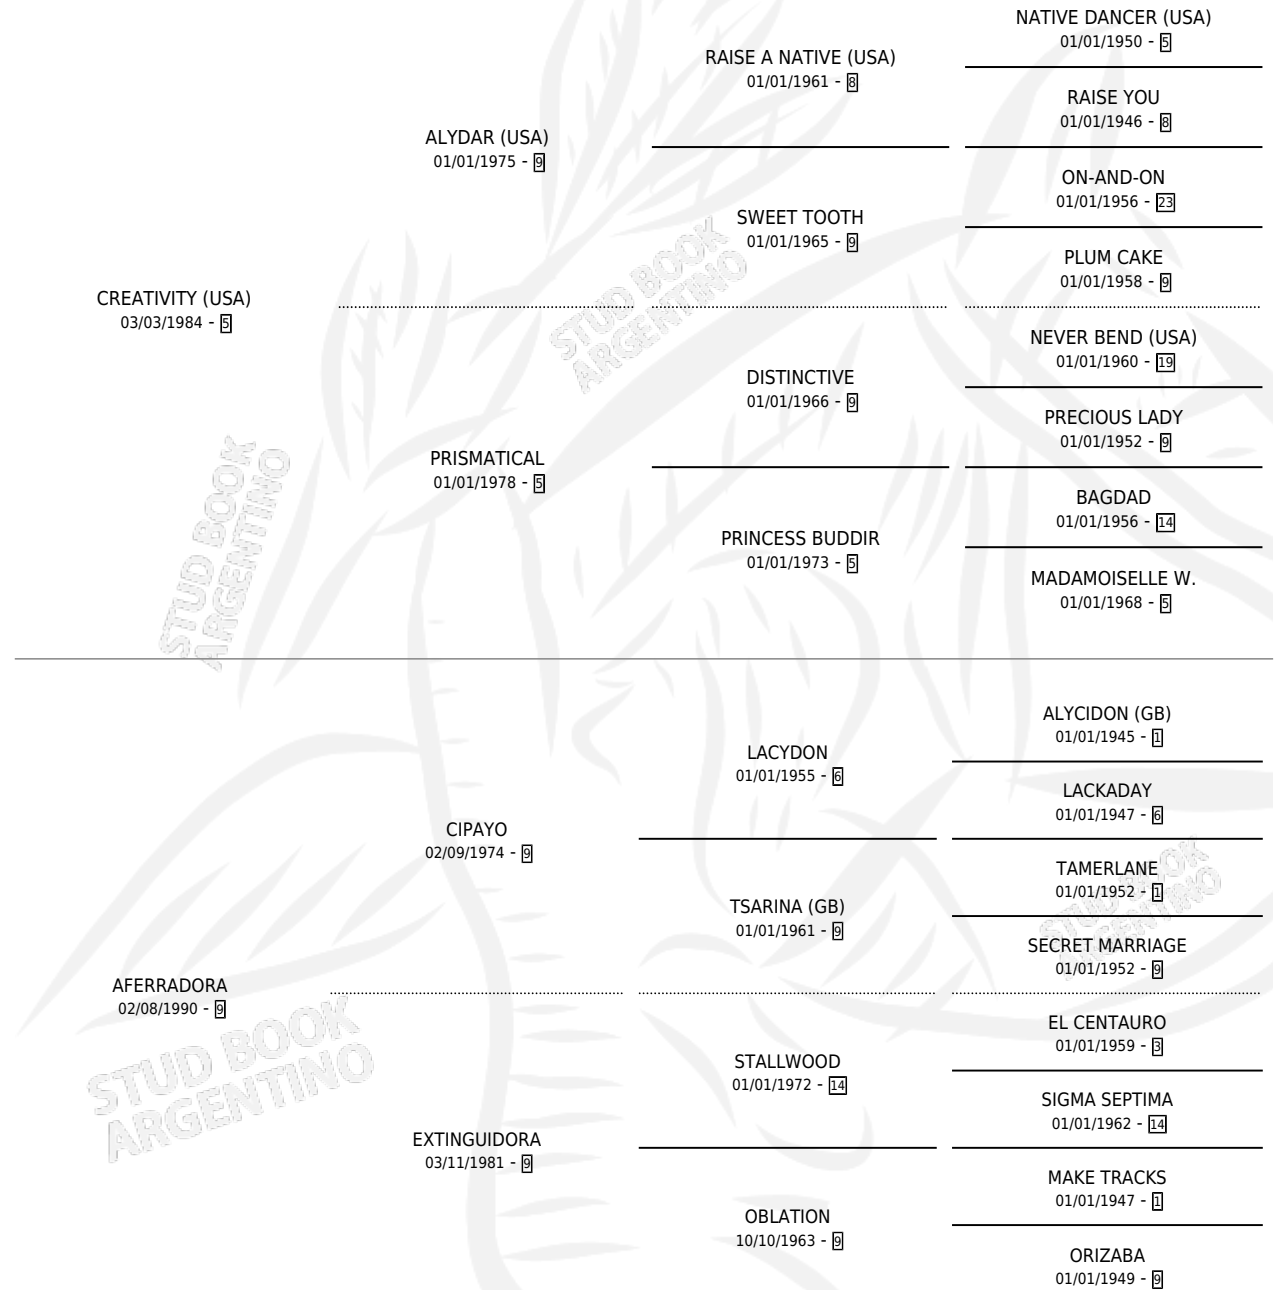 NATIVE DANCER (USA)
01/01/1950 - 5
RAISE A NATIVE (USA)
01/01/1961 - 8
RAISE YOU
01/01/1946 - 8
ALYDAR (USA)
01/01/1975 - 9
ON-AND-ON
01/01/1956 - 23
SWEET TOOTH
01/01/1965 - 9
PLUM CAKE
01/01/1958 - 9
CREATIVITY (USA)
03/03/1984 - 5
NEVER BEND (USA)
01/01/1960 - 19
DISTINCTIVE
01/01/1966 - 9
PRECIOUS LADY
01/01/1952 - 9
PRISMATICAL
01/01/1978 - 5
BAGDAD
01/01/1956 - 14
PRINCESS BUDDIR
01/01/1973 - 5
MADAMOISELLE W.
01/01/1968 - 5
ALYCIDON (GB)
01/01/1945 - 1
LACYDON
01/01/1955 - 6
LACKADAY
01/01/1947 - 6
CIPAYO
02/09/1974 - 9
TAMERLANE
01/01/1952 - 1
TSARINA (GB)
01/01/1961 - 9
SECRET MARRIAGE
01/01/1952 - 9
AFERRADORA
02/08/1990 - 9
EL CENTAURO
01/01/1959 - 3
STALLWOOD
01/01/1972 - 14
SIGMA SEPTIMA
01/01/1962 - 14
EXTINGUIDORA
03/11/1981 - 9
MAKE TRACKS
01/01/1947 - 1
OBLATION
10/10/1963 - 9
ORIZABA
01/01/1949 - 9
STUD BOOK
ARGENTINO
STUD BOOK
ARGENTINO
STUD BOOK
ARGENTINO
STUD BOOK
ARGENTINO